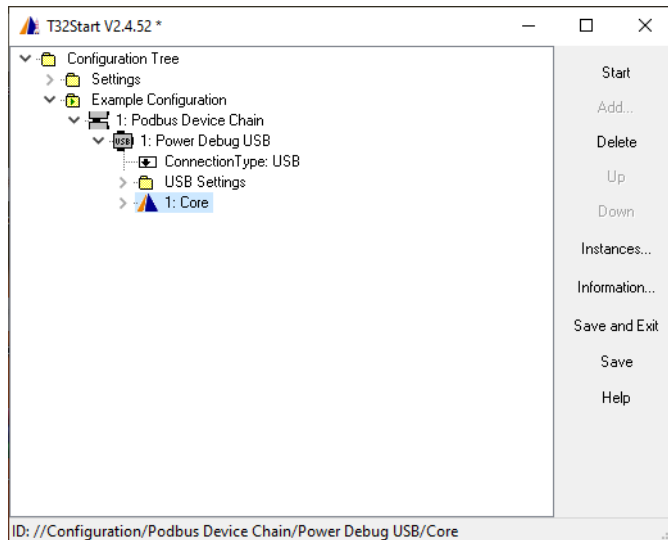 T32Start V2.4.52 *
Configuration Tree
Settings
Example Configuration
1: Podbus Device Chain
USB
1: Power Debug USB
ConnectionType: USB
USB Settings
1: Core
Start
Add...
Delete
Up
Down
Instances...
Information...
Save and Exit
Save
Help
ID: //Configuration/Podbus Device Chain/Power Debug USB/Core